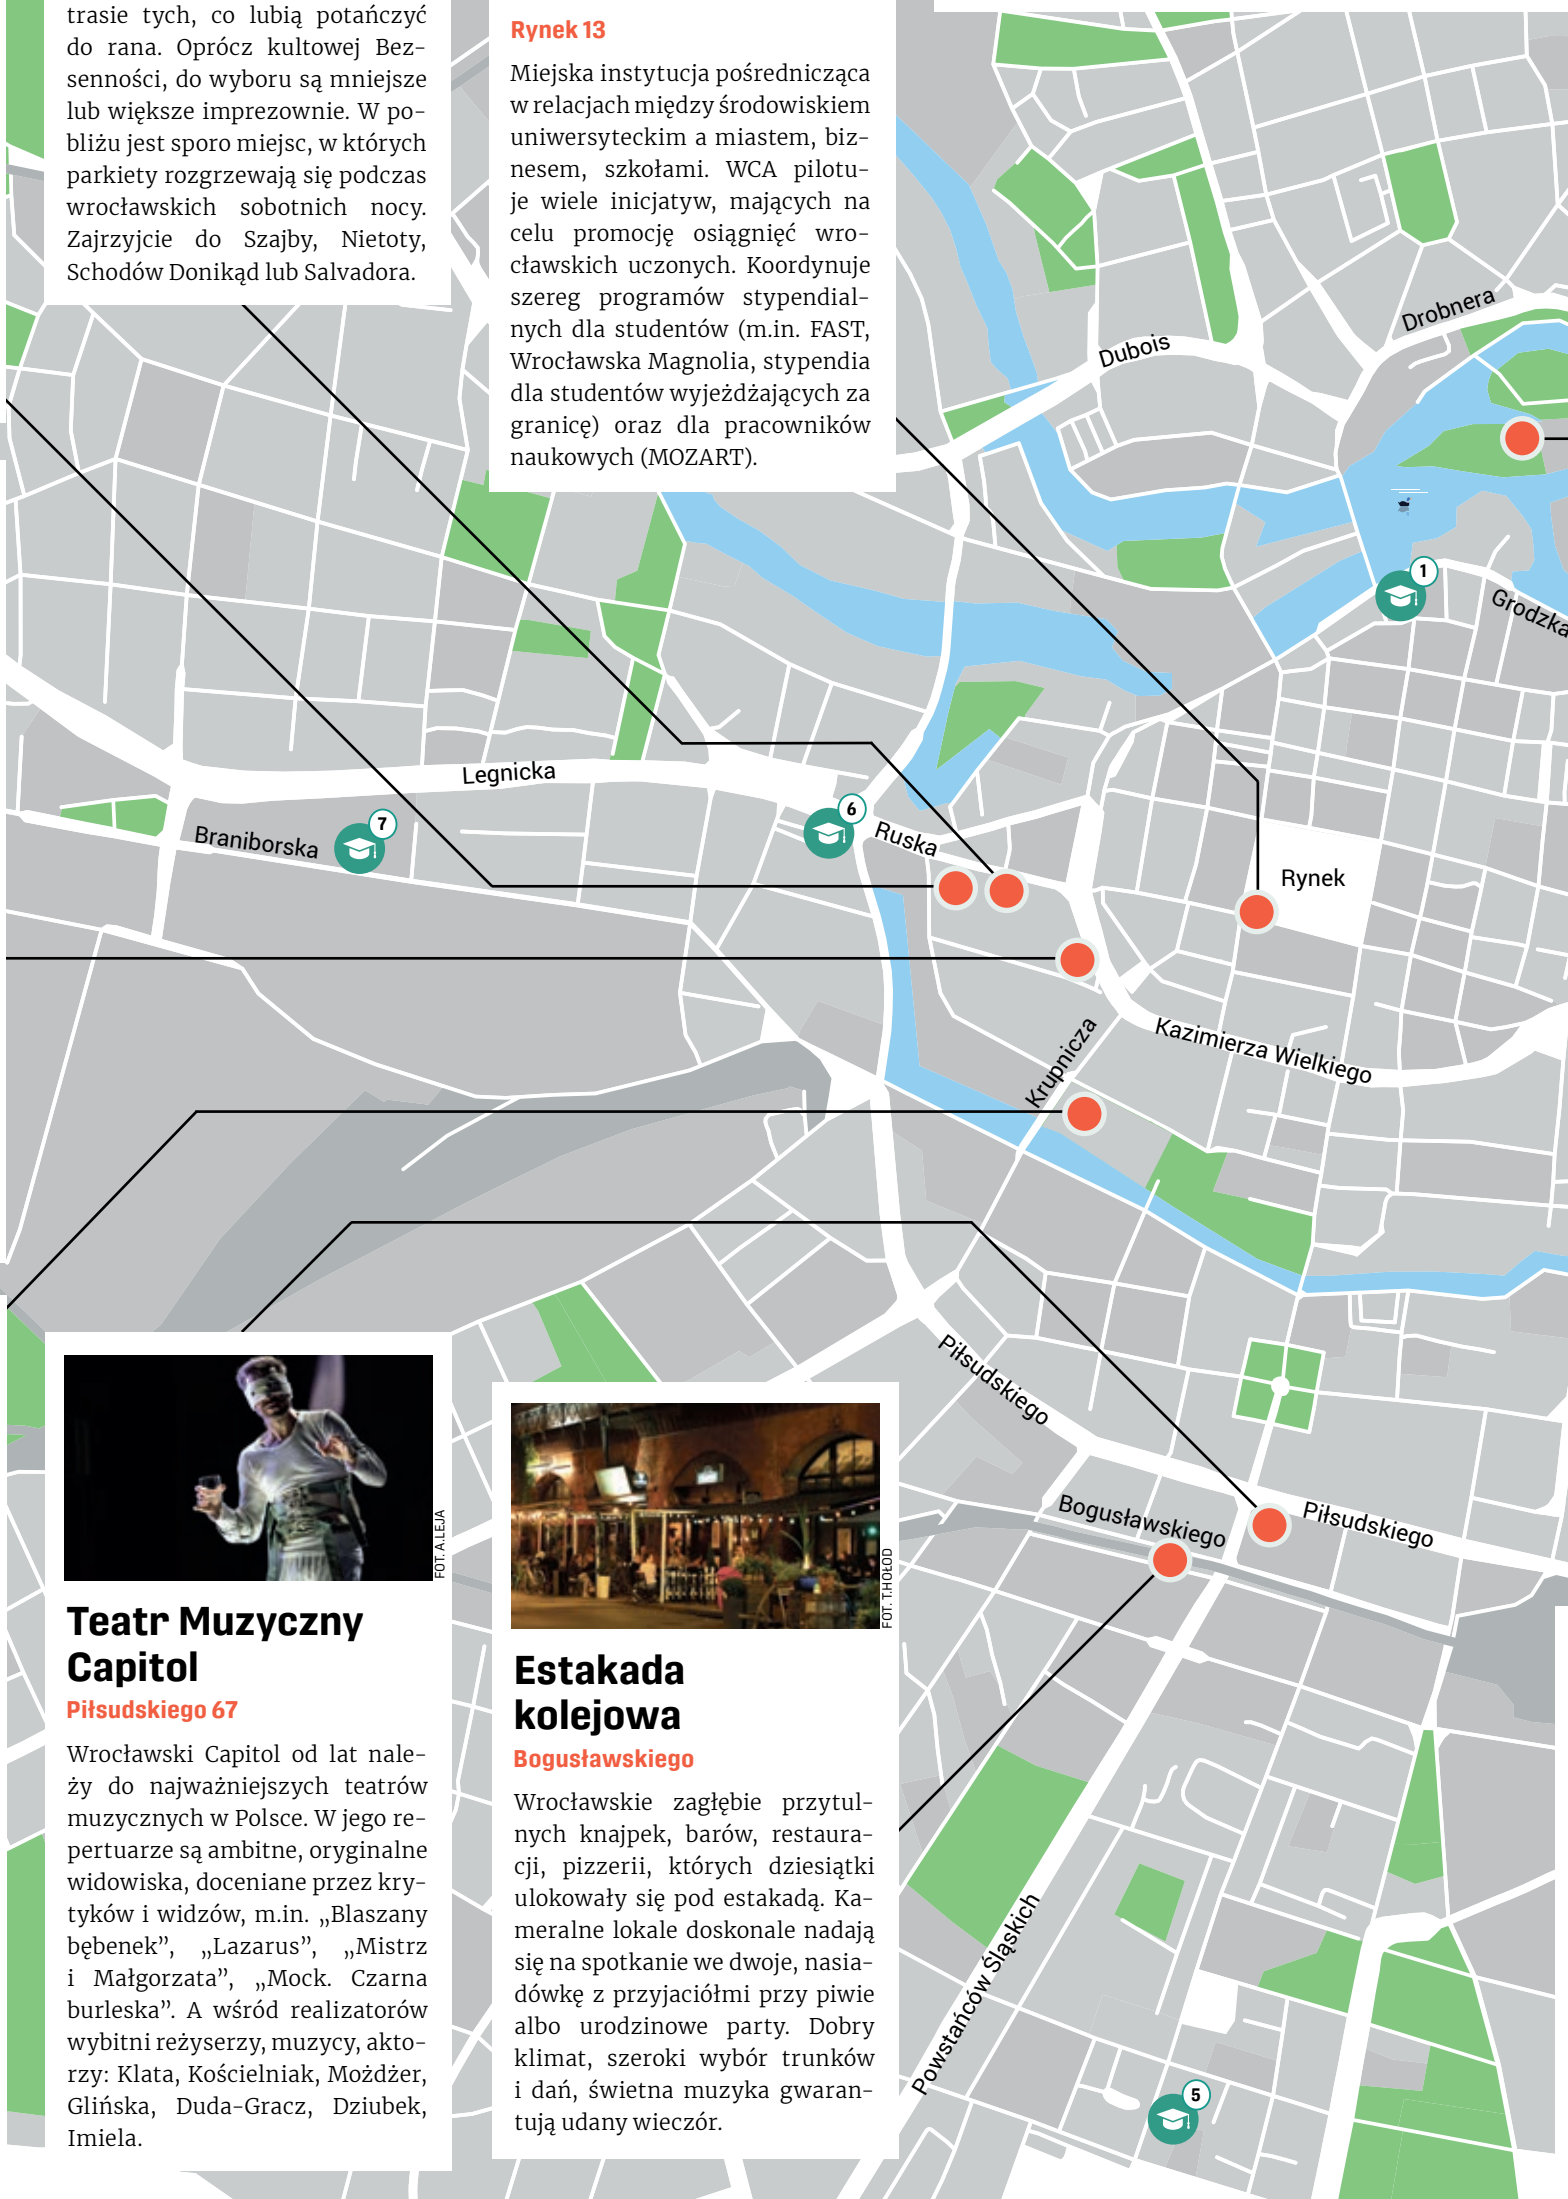 trasie tych, co lubią potańczyć
do rana. Oprócz kultowej Bez-
senności, do wyboru są mniejsze
lub większe imprezownie. W po-
bliżu jest sporo miejsc, w których
parkiety rozgrzewają się podczas
wrocławskich sobotnich nocy.
Zajrzyjcie do Szajby, Nietoty,
Schodów Donikąd lub Salvadora.
Rynek 13
Miejska instytucja pośrednicząca
w relacjach między środowiskiem
uniwersyteckim a miastem, biz-
nesem, szkołami. WCA pilotu-
je wiele inicjatyw, mających na
celu promocję osiągnięć wro-
cławskich uczonych. Koordynuje
szereg programów stypendial-
nych dla studentów (m.in. FAST,
Wrocławska Magnolia, stypendia
dla studentów wyjeżdżających za
granicę) oraz dla pracowników
naukowych (MOZART).
Drobnera
Dubois
1
Grodzka
Legnicka
Braniborska
7
6
Ruska
Rynek
Kazimierza Wielkiego
Krupnicza
Piłsudskiego
Bogusławskiego
Piłsudskiego
Powstańców Śląskich
5
FOT. A.LEJA
Teatr Muzyczny
Capitol
Piłsudskiego 67
Wrocławski Capitol od lat nale-
ży do najważniejszych teatrów
muzycznych w Polsce. W jego re-
pertuarze są ambitne, oryginalne
widowiska, doceniane przez kry-
tyków i widzów, m.in. „Blaszany
bębenek”, „Lazarus”, „Mistrz
i Małgorzata”, „Mock. Czarna
burleska”. A wśród realizatorów
wybitni reżyserzy, muzycy, akto-
rzy: Klata, Kościelniak, Możdżer,
Glińska, Duda-Gracz, Dziubek,
Imiela.
FOT. T.HOŁOD
Estakada
kolejowa
Bogusławskiego
Wrocławskie zagłębie przytul-
nych knajpek, barów, restaura-
cji, pizzerii, których dziesiątki
ulokowały się pod estakadą. Ka-
meralne lokale doskonale nadają
się na spotkanie we dwoje, nasia-
dówkę z przyjaciółmi przy piwie
albo urodzinowe party. Dobry
klimat, szeroki wybór trunków
i dań, świetna muzyka gwaran-
tują udany wieczór.